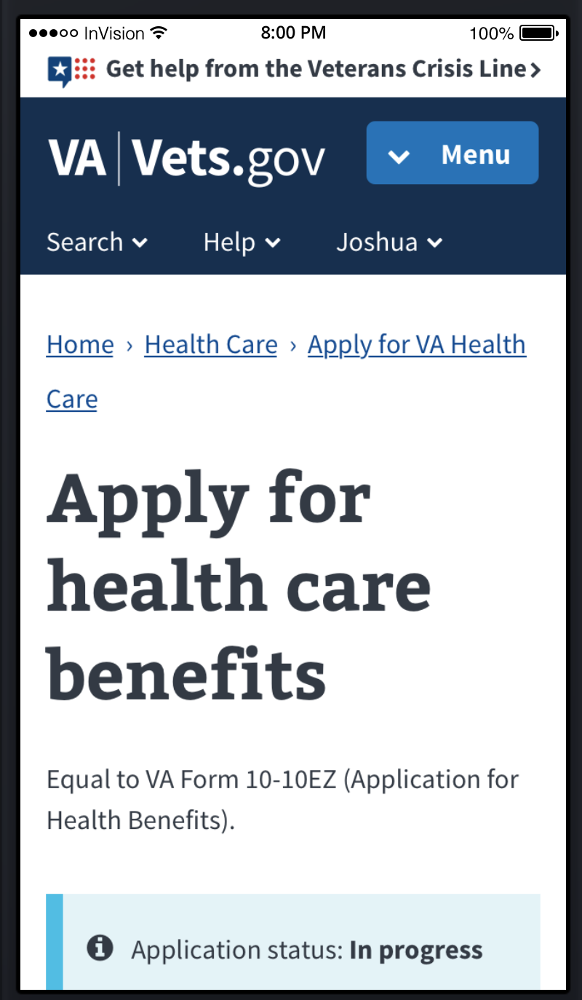 InVision 8:00 PM 100%
Get help from the Veterans Crisis Line
VA Vets.gov Menu
Search Help Joshua
Home › Health Care › Apply for VA Health
Care
Apply for
health care
benefits
Equal to VA Form 10-10EZ (Application for
Health Benefits).
Application status: In progress